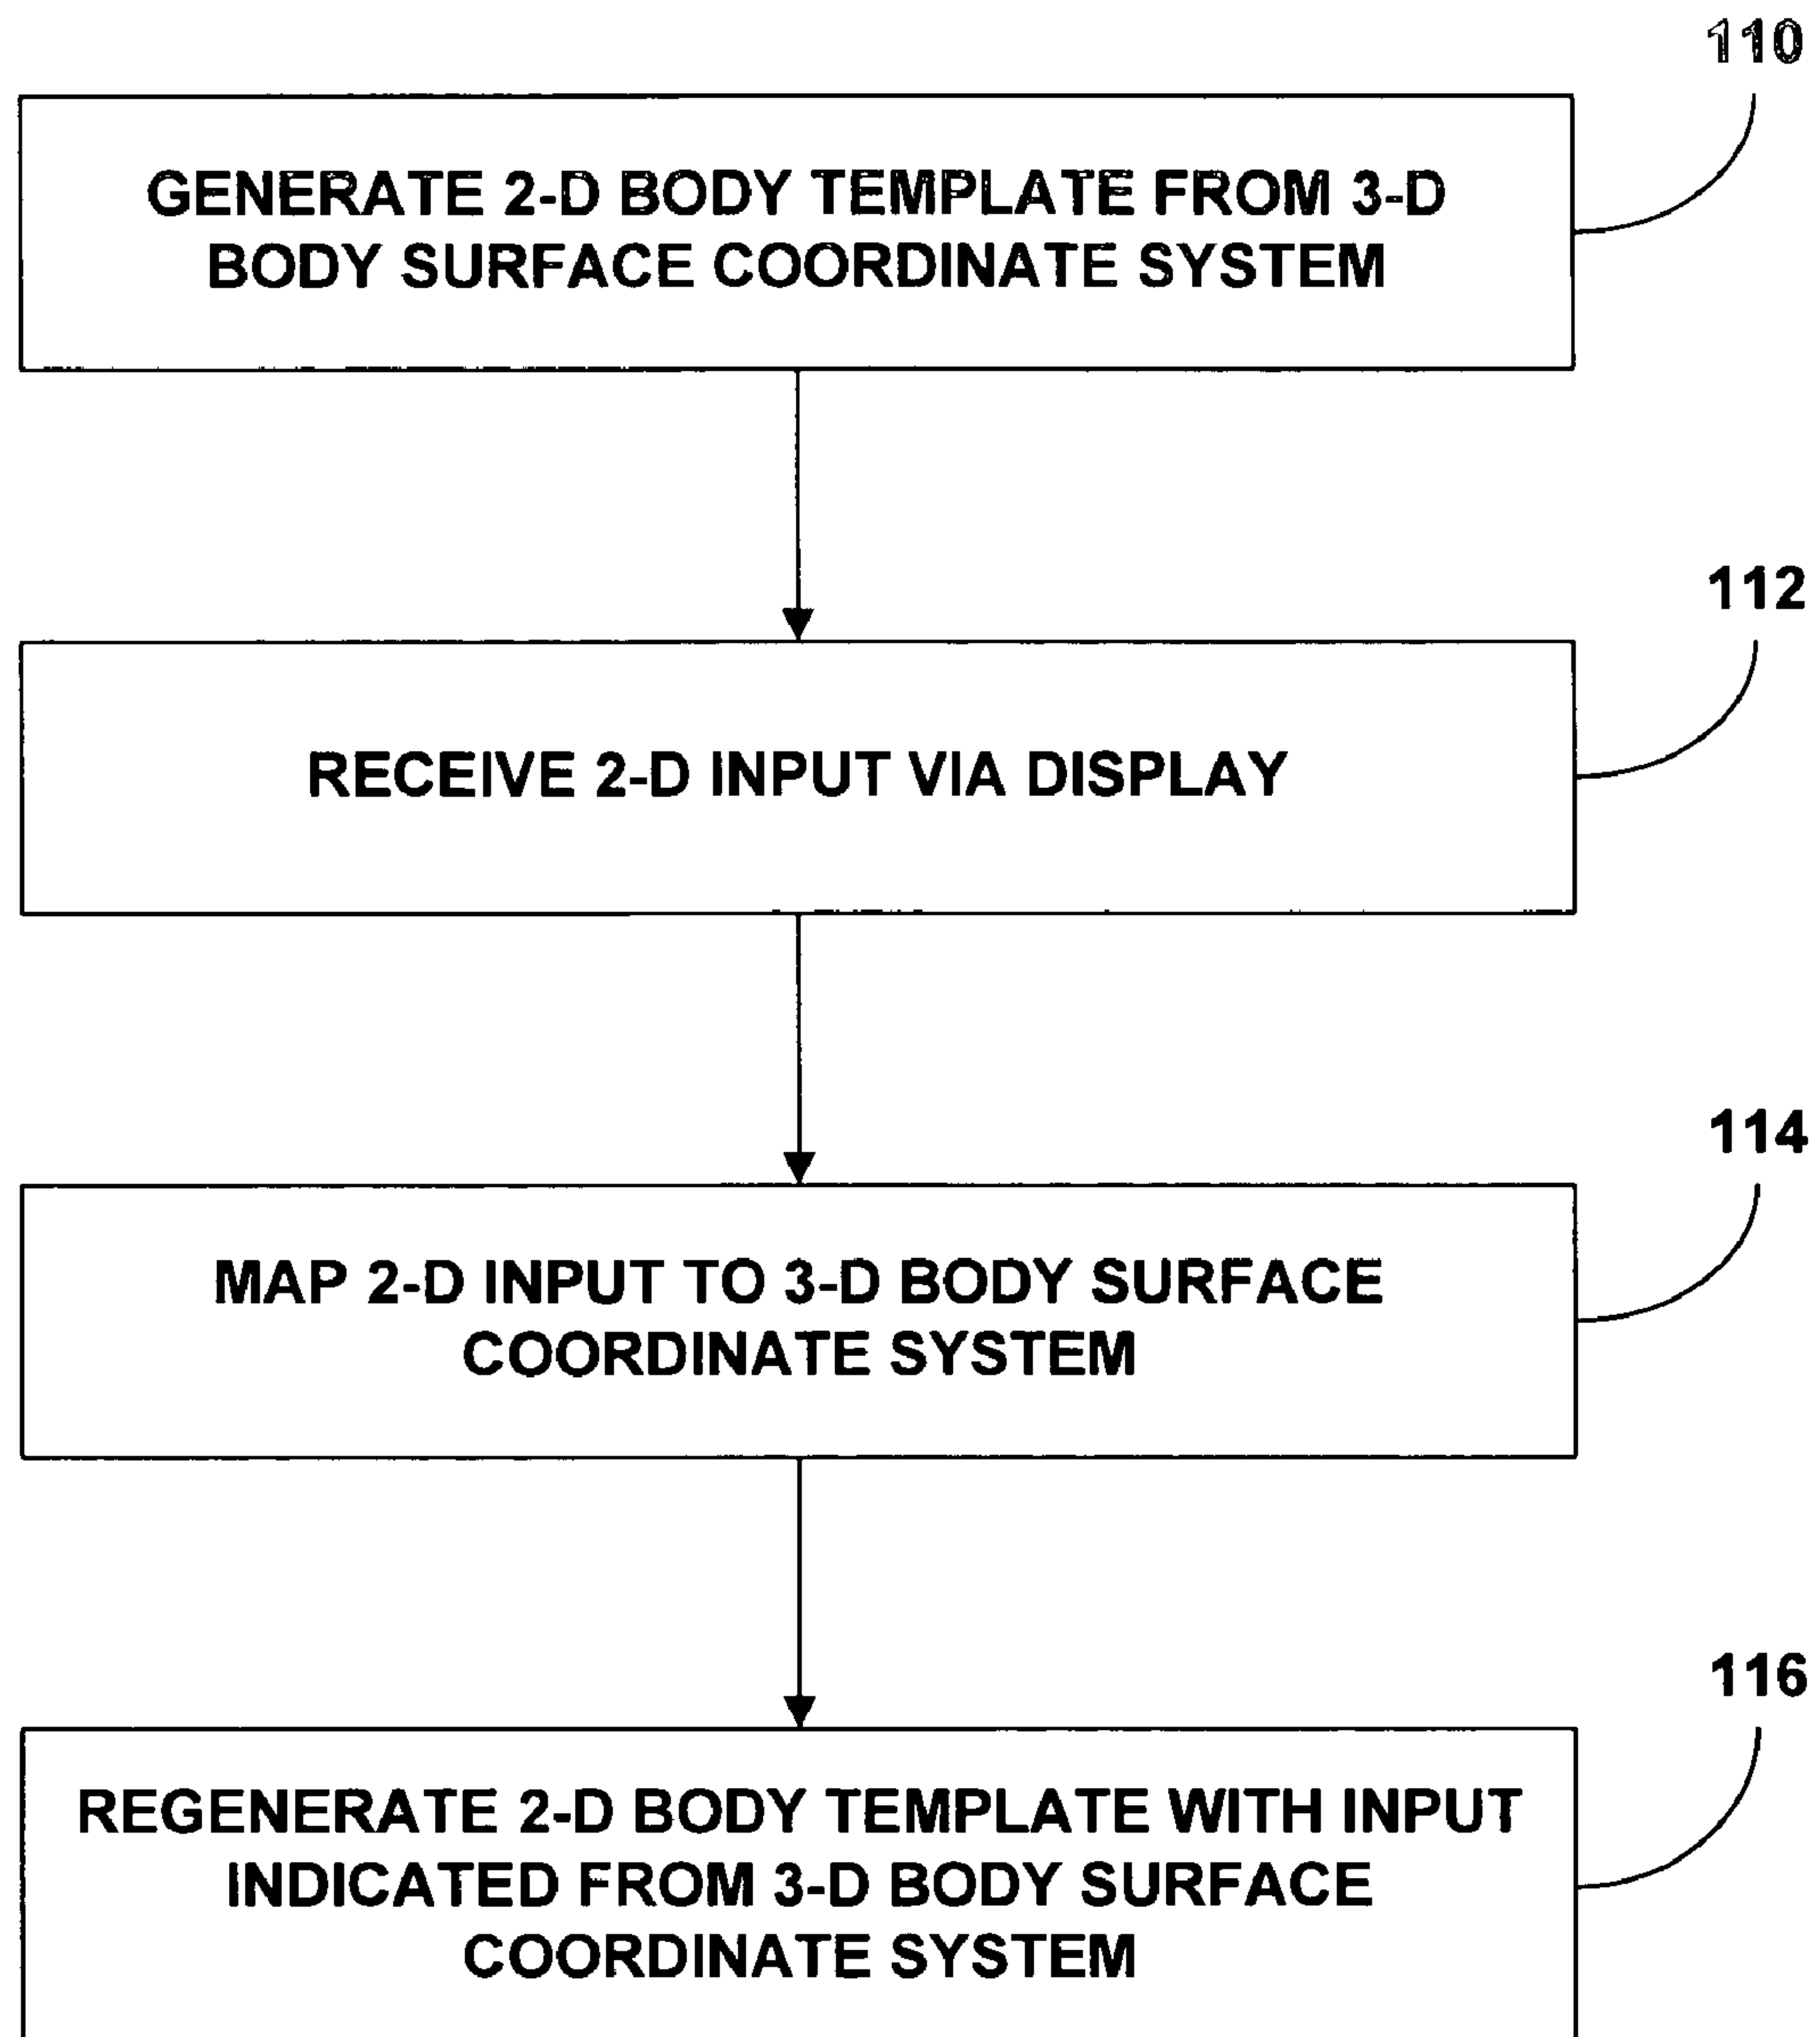 110
GENERATE 2-D BODY TEMPLATE FROM 3-D
BODY SURFACE COORDINATE SYSTEM
112
RECEIVE 2-D INPUT VIA DISPLAY
114
MAP 2-D INPUT TO 3-D BODY SURFACE
COORDINATE SYSTEM
116
REGENERATE 2-D BODY TEMPLATE WITH INPUT
INDICATED FROM 3-D BODY SURFACE
COORDINATE SYSTEM